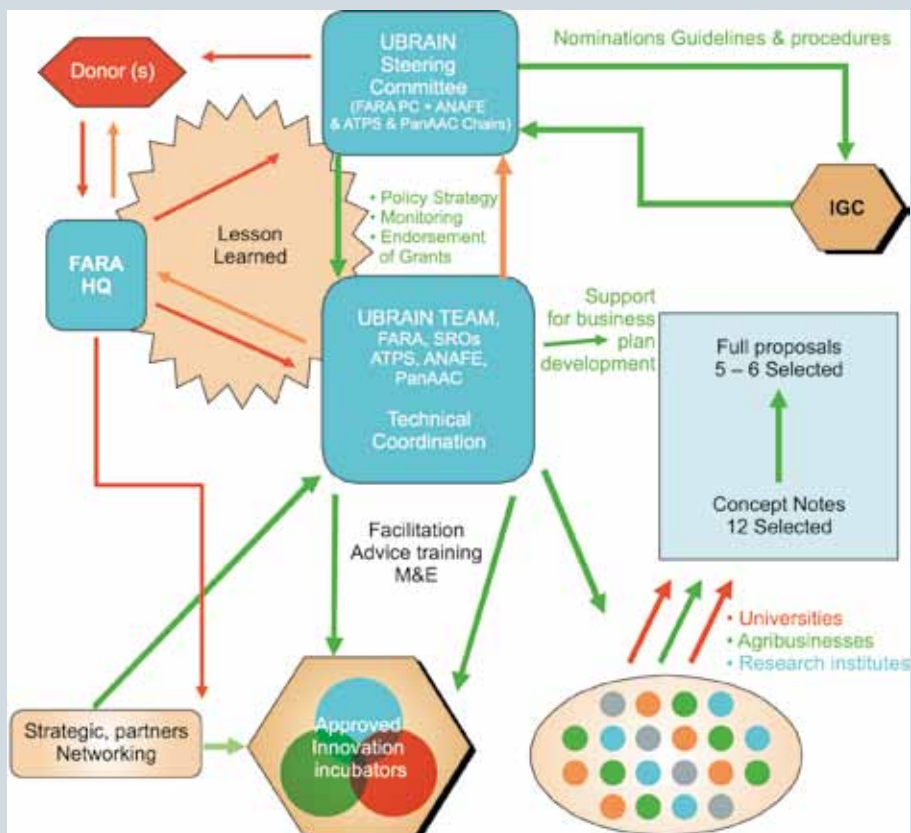 Donor (s)
UBRAIN
Steering
Committee
(FARA PC • ANAFE
& ATPS & PanAAC Chairs)
Nominations Guidelines & procedures
IGC
• Policy Strategy
• Monitoring
• Endorsement
of Grants
Lesson
Learned
FARA
HQ
UBRAIN TEAM,
FARA, SROs
ATPS, ANAFE,
PanAAC
Technical
Coordination
Support
for business
plan
development
Full proposals
5 – 6 Selected
Concept Notes
12 Selected
Facilitation
Advice training
M&E
• Universities
• Agribusinesses
• Research institutes
Strategic, partners
Networking
Approved
Innovation
incubators